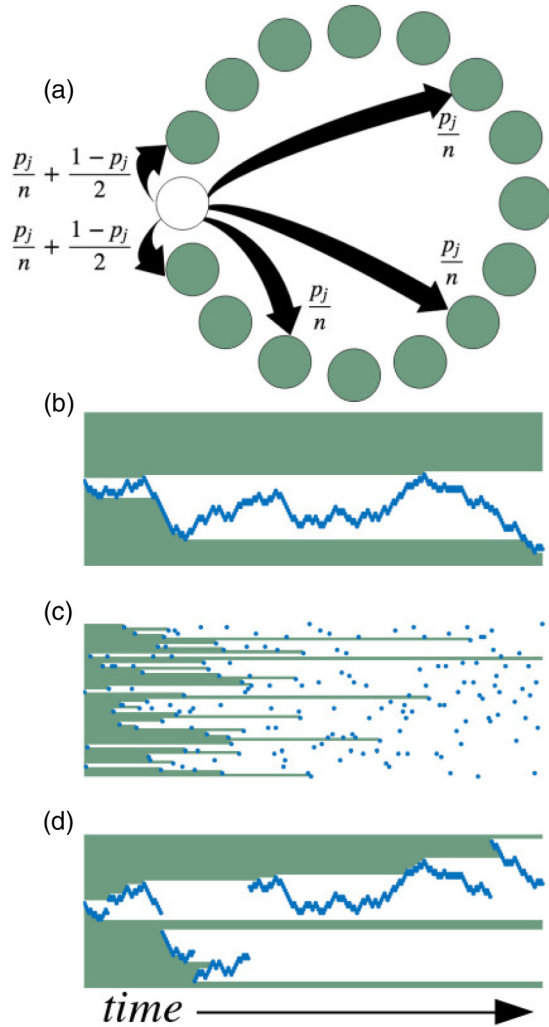 (a)
p_j/n
p_j/n + (1 − p_j)/2
p_j/n + (1 − p_j)/2
p_j/n
p_j/n
(b)
(c)
(d)
time